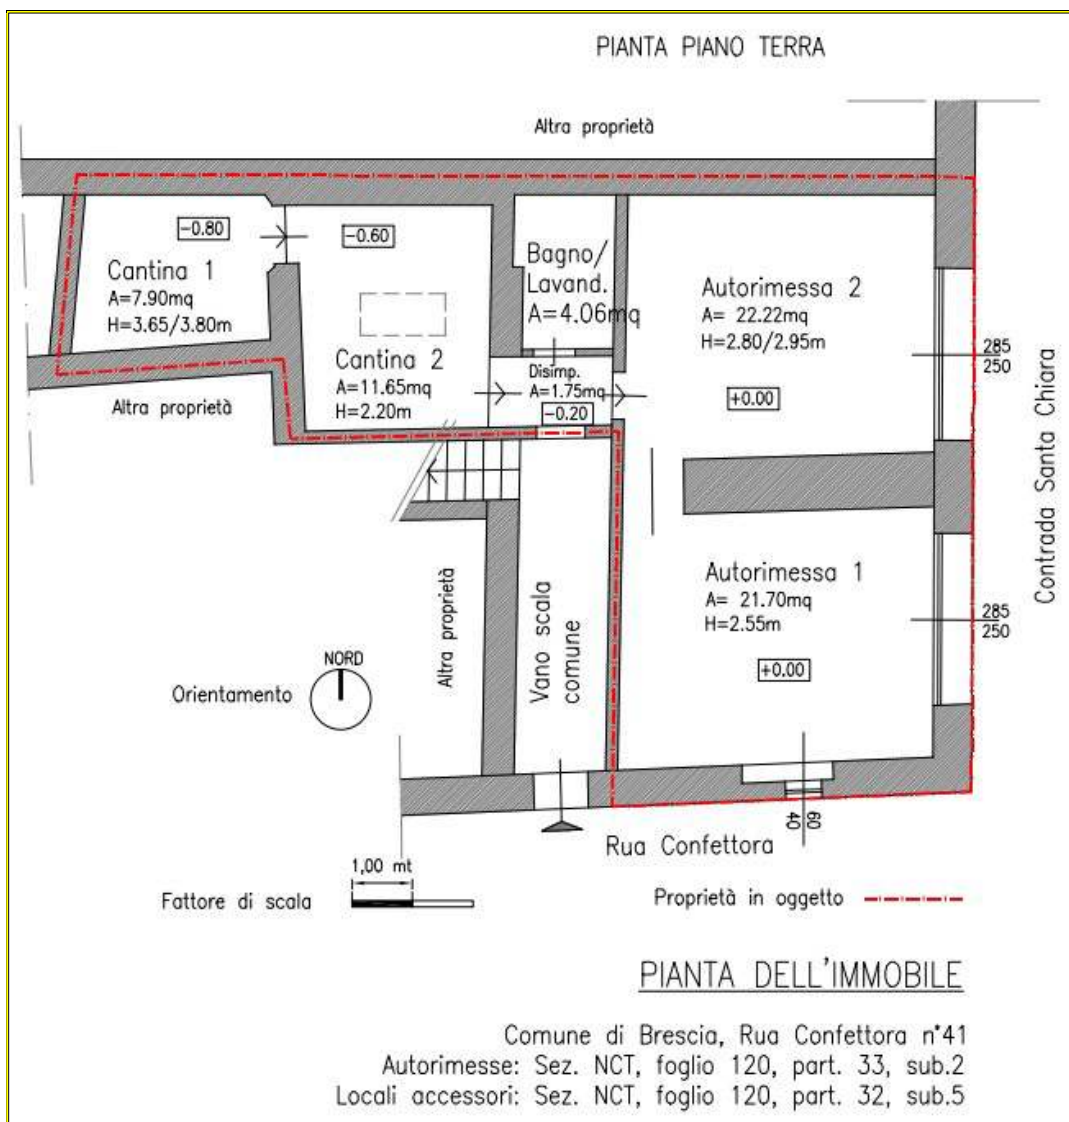 PIANTA PIANO TERRA
Altra proprietà
-0.80
-0.60
Cantina 1
A=7.90mq
H=3.65/3.80m
Bagno/
Lavand.
A=4.06mq
Autorimessa 2
A= 22.22mq
H=2.80/2.95m
285
250
Cantina 2
A=11.65mq
H=2.20m
Disimp.
A=1.75mq
-0.20
+0.00
Altra proprietà
Contrada Santa Chiara
Autorimessa 1
A= 21.70mq
H=2.55m
285
250
+0.00
Altra proprietà
Vano scala
comune
NORD
Orientamento
60
40
Rua Confettora
1,00 mt
Fattore di scala
Proprietà in oggetto
PIANTA DELL'IMMOBILE
Comune di Brescia, Rua Confettora n°41
Autorimesse: Sez. NCT, foglio 120, part. 33, sub.2
Locali accessori: Sez. NCT, foglio 120, part. 32, sub.5